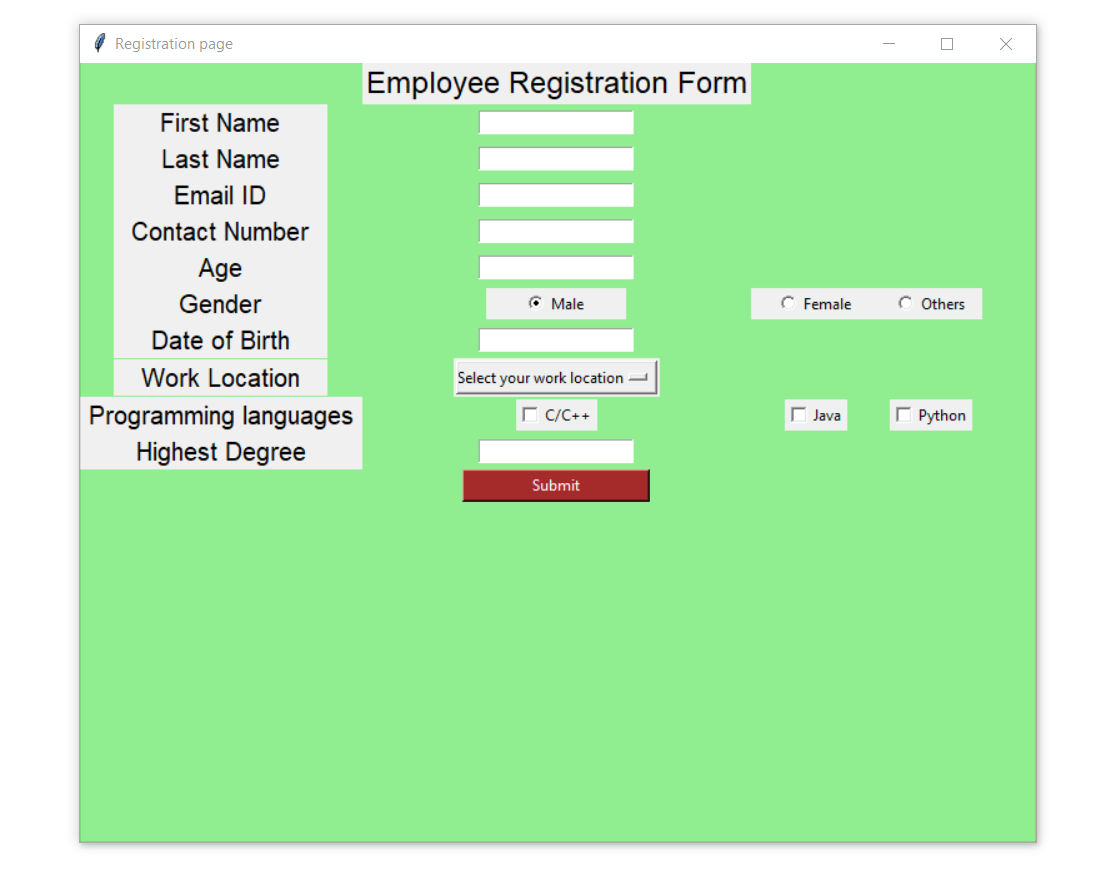 Registration page
Employee Registration Form
First Name
Last Name
Email ID
Contact Number
Age
Gender Male Female Others
Date of Birth
Work Location Select your work location
Programming languages C/C++ Java Python
Highest Degree
Submit